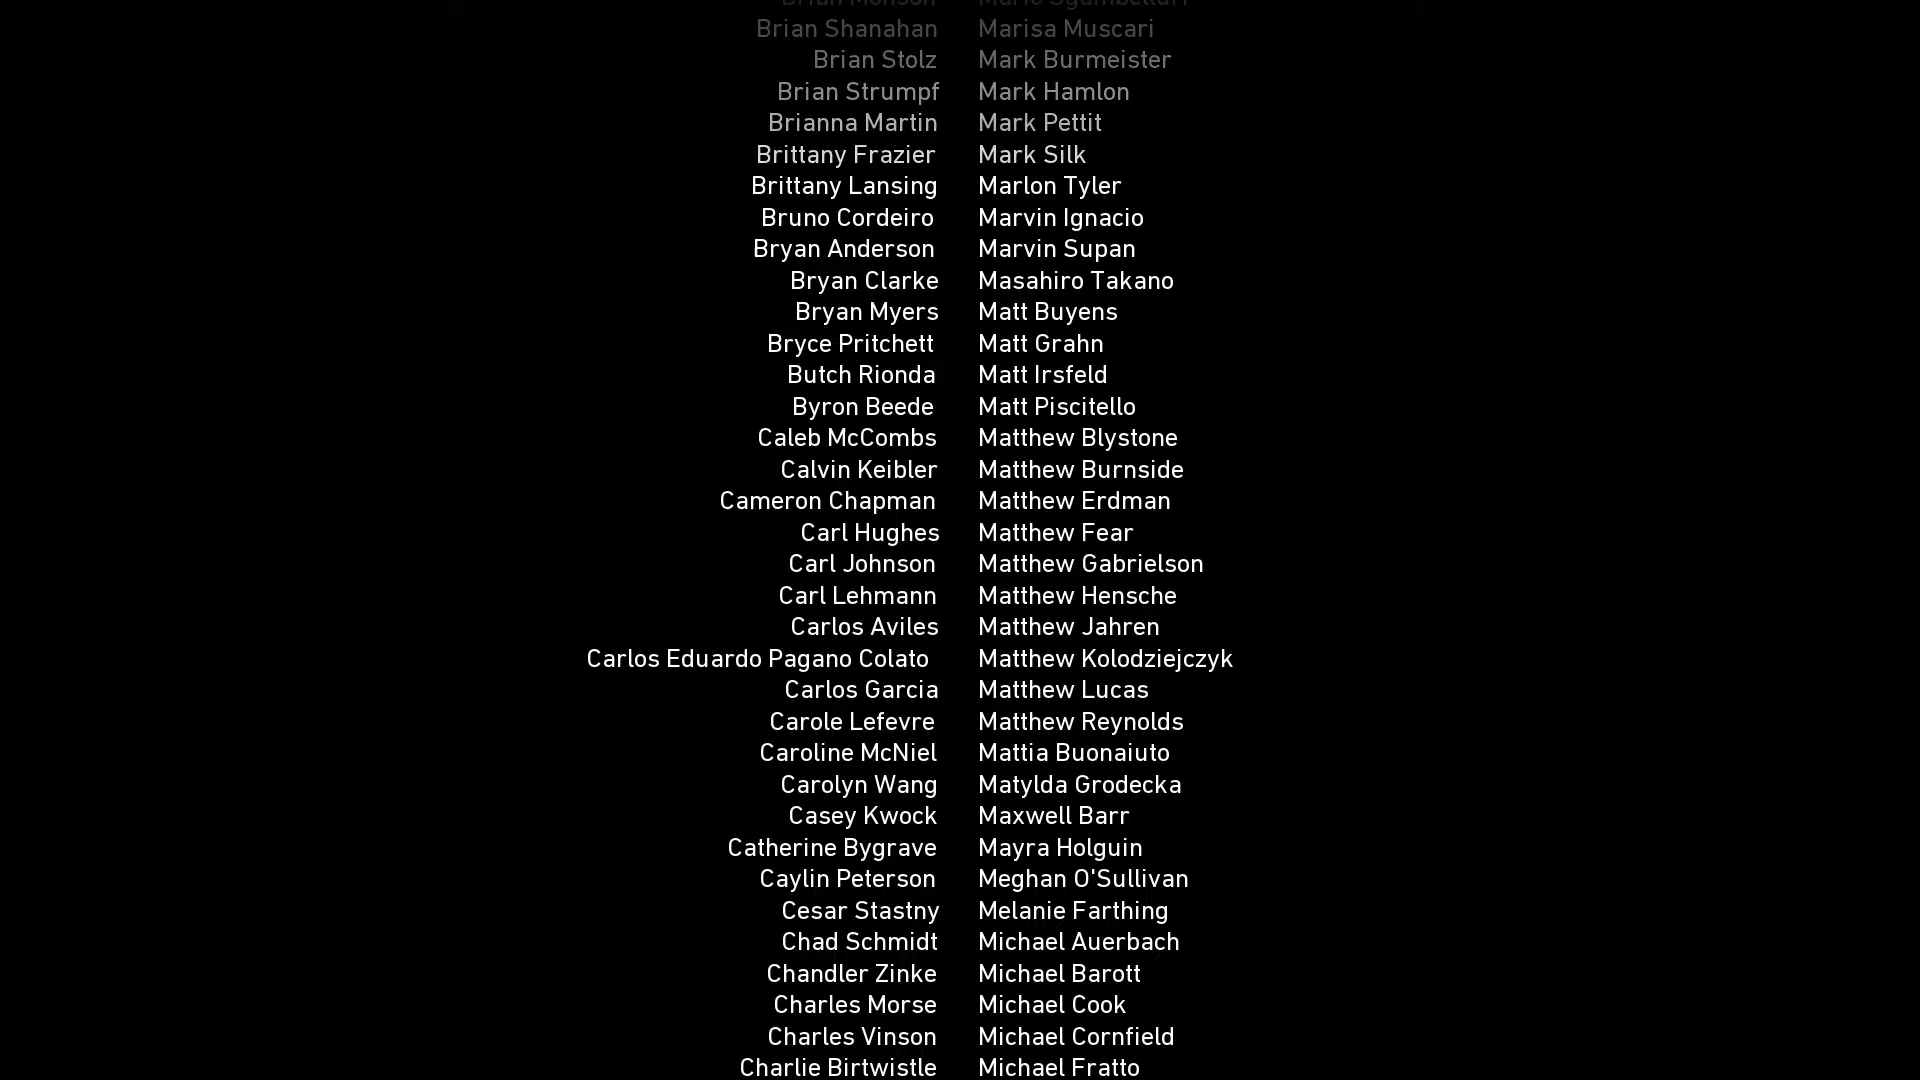 Brian Shanahan Marisa Muscari
Brian Stolz Mark Burmeister
Brian Strumpf Mark Hamlon
Brianna Martin Mark Pettit
Brittany Frazier Mark Silk
Brittany Lansing Marlon Tyler
Bruno Cordeiro Marvin Ignacio
Bryan Anderson Marvin Supan
Bryan Clarke Masahiro Takano
Bryan Myers Matt Buyens
Bryce Pritchett Matt Grahn
Butch Rionda Matt Irsfeld
Byron Beede Matt Piscitello
Caleb McCombs Matthew Blystone
Calvin Keibler Matthew Burnside
Cameron Chapman Matthew Erdman
Carl Hughes Matthew Fear
Carl Johnson Matthew Gabrielson
Carl Lehmann Matthew Hensche
Carlos Aviles Matthew Jahren
Carlos Eduardo Pagano Colato Matthew Kolodziejczyk
Carlos Garcia Matthew Lucas
Carole Lefevre Matthew Reynolds
Caroline McNiel Mattia Buonaiuto
Carolyn Wang Matylda Grodecka
Casey Kwock Maxwell Barr
Catherine Bygrave Mayra Holguin
Caylin Peterson Meghan O'Sullivan
Cesar Stastny Melanie Farthing
Chad Schmidt Michael Auerbach
Chandler Zinke Michael Barott
Charles Morse Michael Cook
Charles Vinson Michael Cornfield
Charlie Birtwistle Michael Fratto